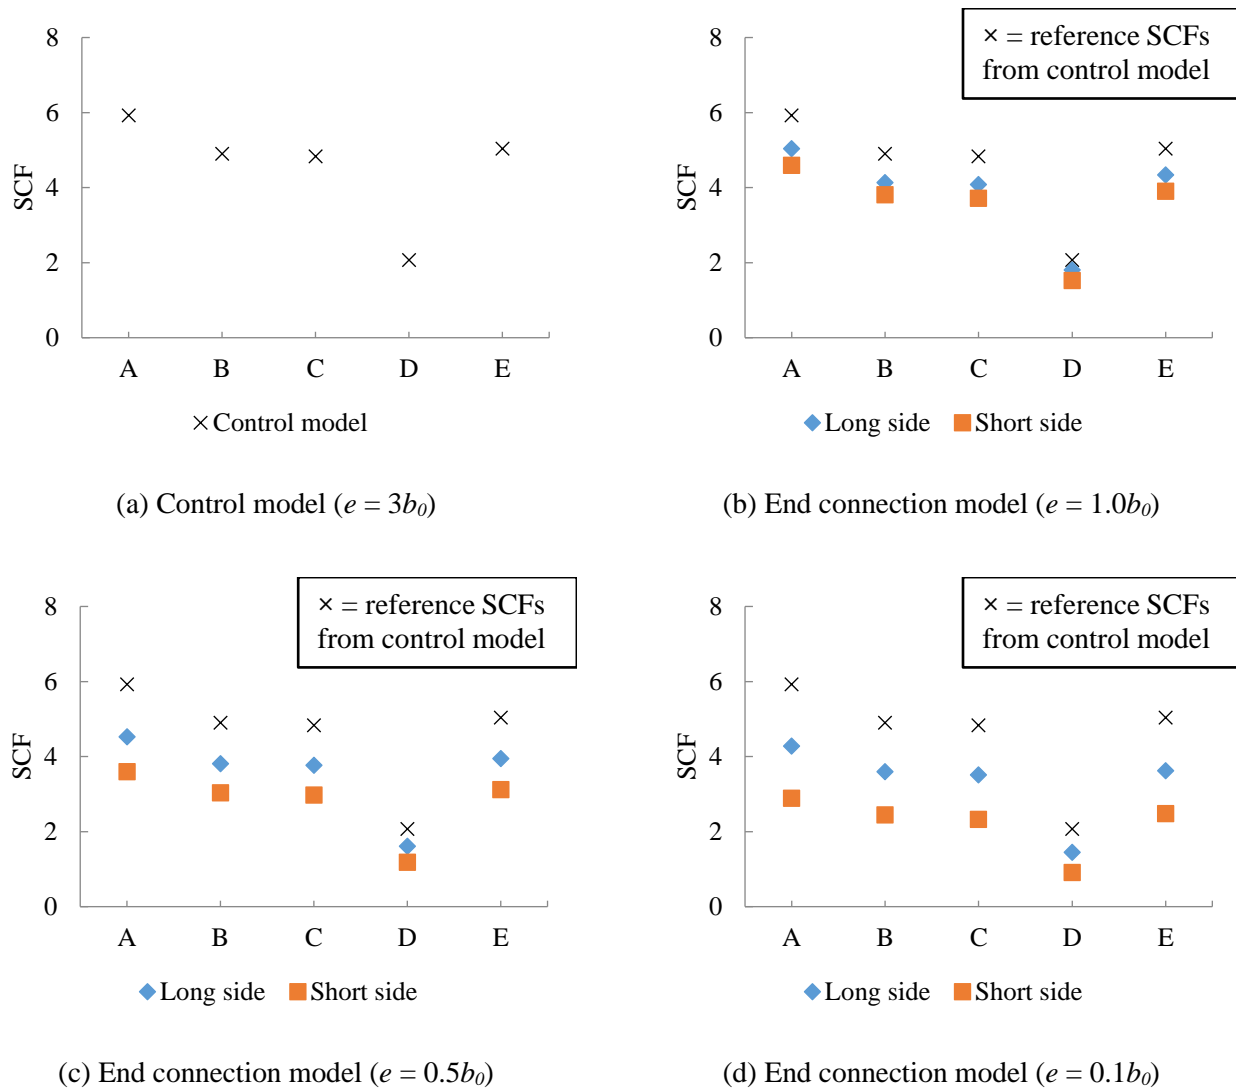 8
6
4
2
0
SCF
A B C D E
× Control model
(a) Control model (e = 3b₀)
× = reference SCFs
from control model
8
6
4
2
0
SCF
A B C D E
Long side Short side
(b) End connection model (e = 1.0b₀)
× = reference SCFs
from control model
8
6
4
2
0
SCF
A B C D E
Long side Short side
(c) End connection model (e = 0.5b₀)
× = reference SCFs
from control model
8
6
4
2
0
SCF
A B C D E
Long side Short side
(d) End connection model (e = 0.1b₀)